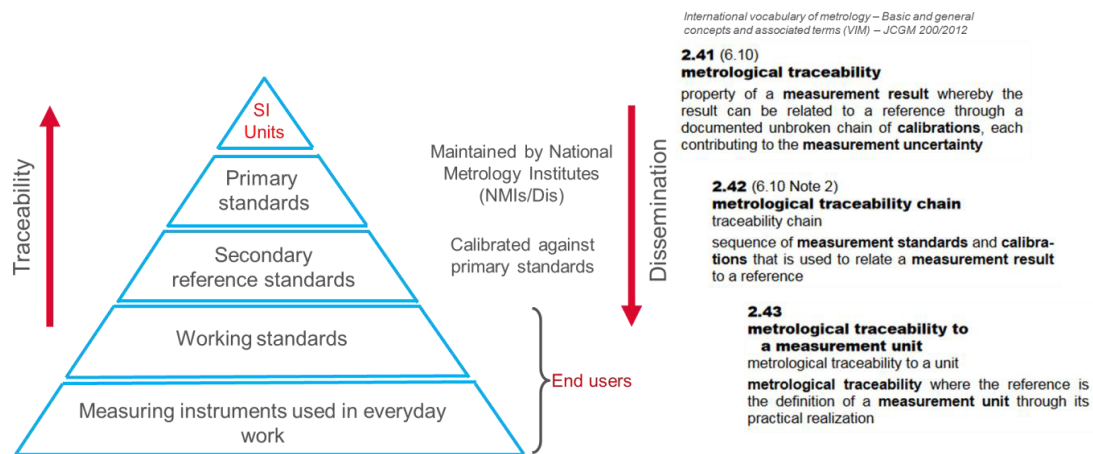 International vocabulary of metrology – Basic and general
concepts and associated terms (VIM) – JCGM 200/2012
Traceability
SI
Units
Primary
standards
Secondary
reference standards
Working standards
Measuring instruments used in everyday
work
Maintained by National
Metrology Institutes
(NMIs/Dis)
Calibrated against
primary standards
End users
Dissemination
2.41 (6.10)
metrological traceability
property of a measurement result whereby the
result can be related to a reference through a
documented unbroken chain of calibrations, each
contributing to the measurement uncertainty
2.42 (6.10 Note 2)
metrological traceability chain
traceability chain
sequence of measurement standards and calibra-
tions that is used to relate a measurement result
to a reference
2.43
metrological traceability to
a measurement unit
metrological traceability to a unit
metrological traceability where the reference is
the definition of a measurement unit through its
practical realization